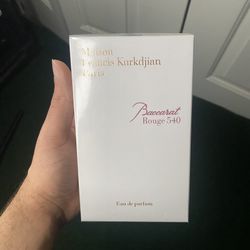 Maison
Francis Kurkdjian
Paris
Baccarat
Rouge 540
Eau de parfum